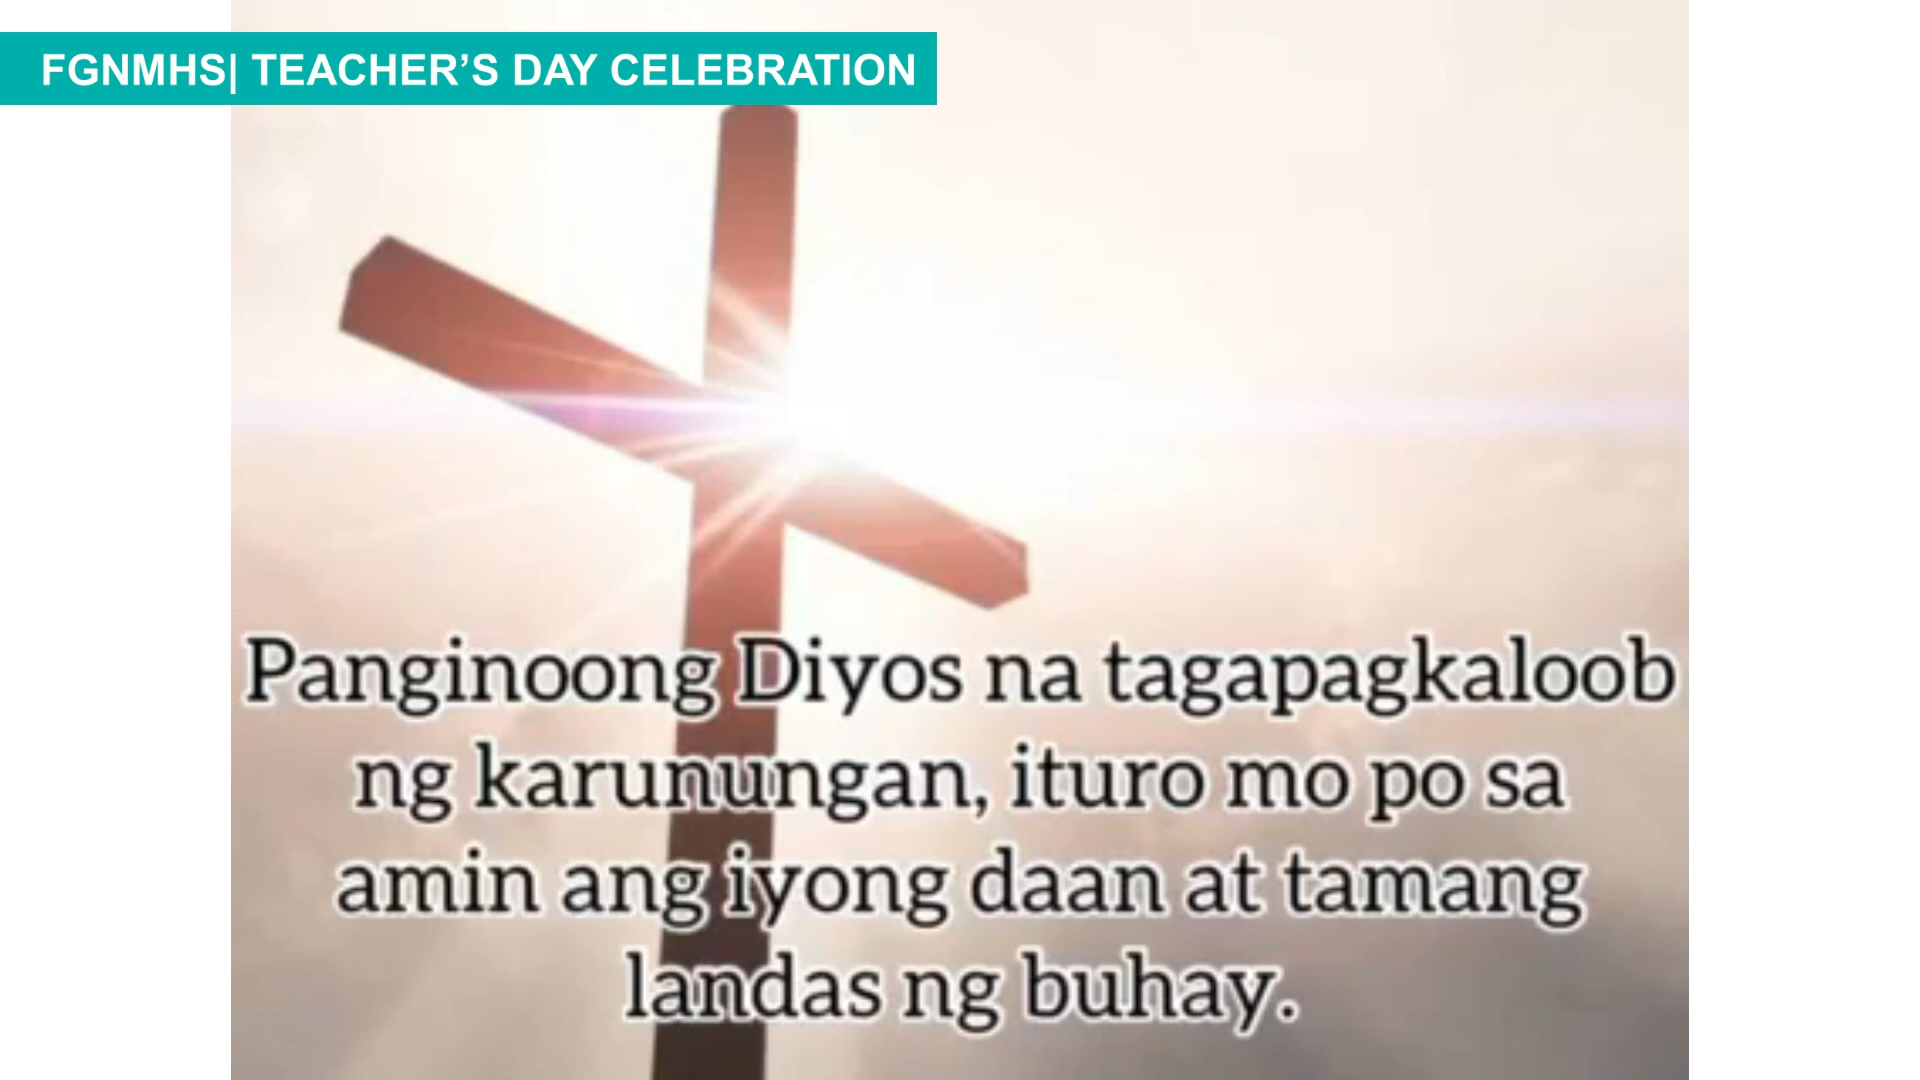 FGNMHS| TEACHER’S DAY CELEBRATION
Panginoong Diyos na tagapagkaloob
ng karunungan, ituro mo po sa
amin ang iyong daan at tamang
landas ng buhay.